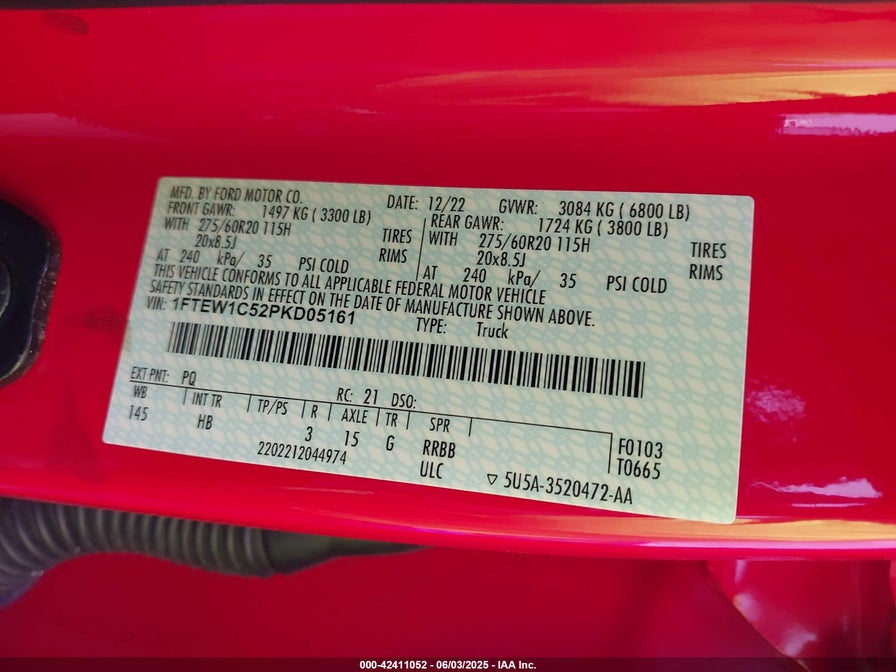 MFD. BY FORD MOTOR CO. DATE: 12/22 GVWR: 3084 KG ( 6800 LB)
FRONT GAWR: 1497 KG ( 3300 LB) REAR GAWR: 1724 KG ( 3800 LB)
WITH 275/60R20 115H TIRES WITH 275/60R20 115H TIRES
20x8.5J RIMS 20x8.5J RIMS
AT 240 kPa/ 35 PSI COLD AT 240 kPa/ 35 PSI COLD
THIS VEHICLE CONFORMS TO ALL APPLICABLE FEDERAL MOTOR VEHICLE
SAFETY STANDARDS IN EFFECT ON THE DATE OF MANUFACTURE SHOWN ABOVE.
VIN: 1FTEW1C52PKD05161 TYPE: Truck
EXT PNT: PQ RC: 21 DSO:
WB INT TR TP/PS R AXLE TR SPR
145 HB 3 15 G RRBB F0103
2202212044974 ULC T0665
▽ 5U5A-3520472-AA
000-42411052 - 06/03/2025 - IAA Inc.